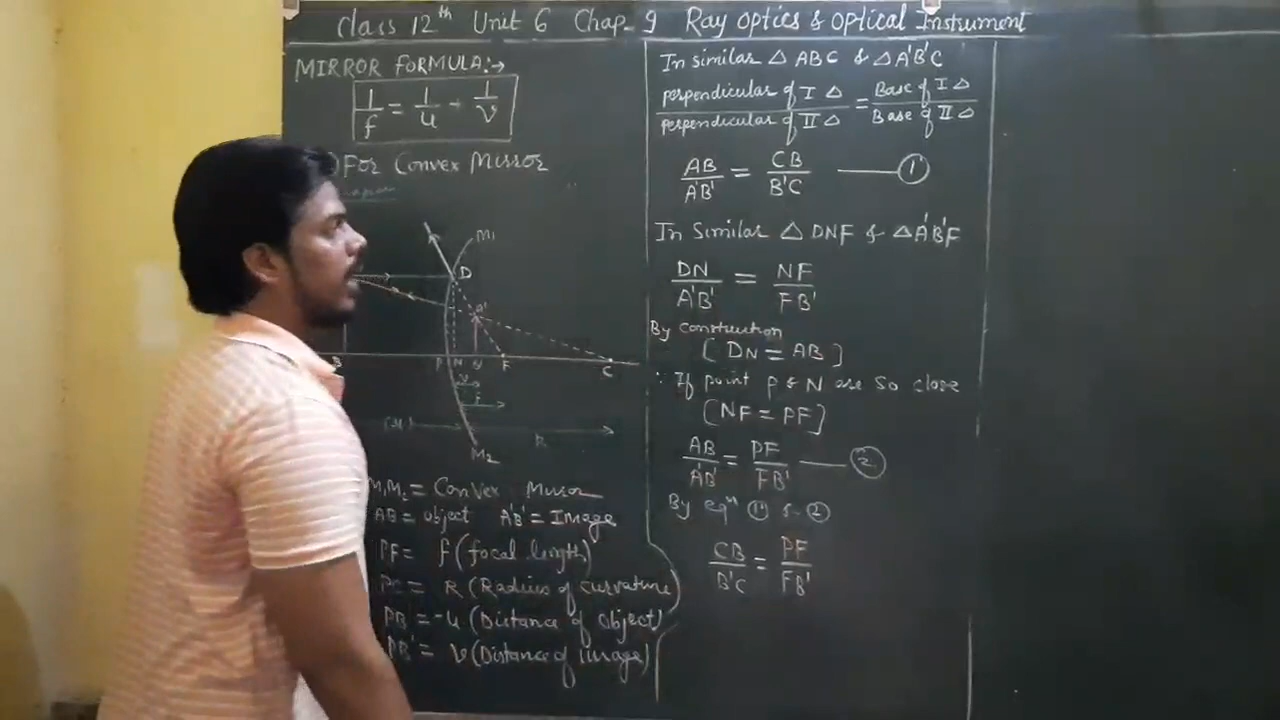 Class 12th Unit 6 Chap- 9 Ray Optics & Optical Instrument
MIRROR FORMULA:→
1/f = 1/u + 1/v
) For Convex Mirror
M1
D
A'
B P N B' F C
f
(-u)
R
M2
M1M2 = Convex Mirror
AB = object A'B' = Image
PF = f (focal length)
PC = R (Radius of curvature)
PB = -u (Distance of object)
PB' = v (Distance of image)
In similar △ ABC & △A'B'C
perpendicular of I △ / perpendicular of II △ = Base of I △ / Base of II △
AB/A'B' = CB/B'C —— ①
In Similar △ DNF & △A'B'F
DN/A'B' = NF/FB'
By construction
[ DN = AB ]
∵ If point P & N are so close
[NF = PF]
AB/A'B' = PF/FB' —— ②
By eqn ① & ②
CB/B'C = PF/FB'